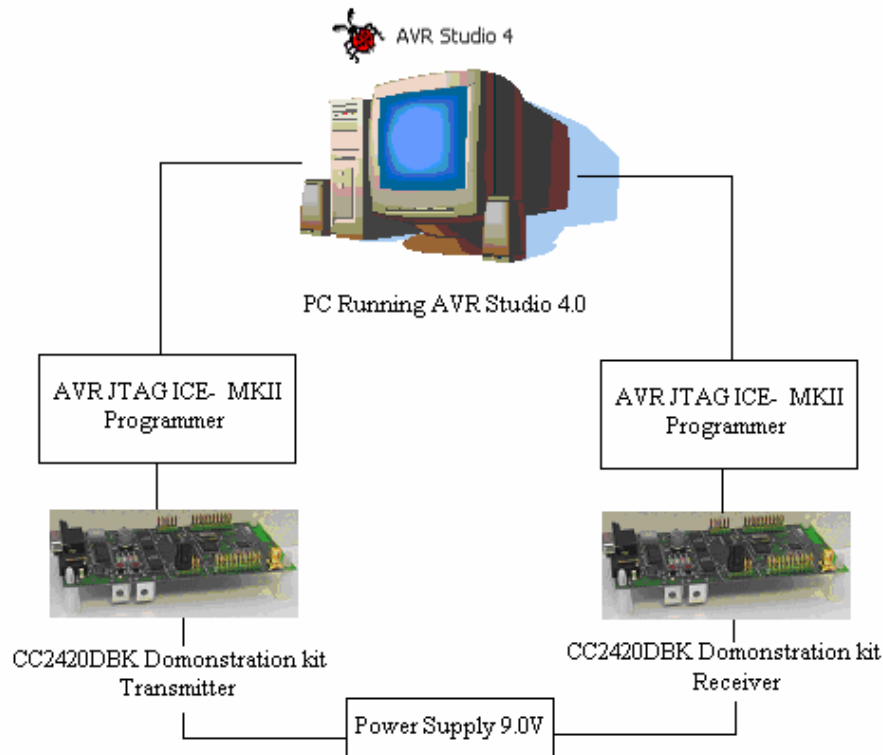 AVR Studio 4
PC Running AVR Studio 4.0
AVR JTAG ICE- MKII
Programmer
AVR JTAG ICE- MKII
Programmer
CC2420DBK Domonstration kit
Transmitter
CC2420DBK Domonstration kit
Receiver
Power Supply 9.0V